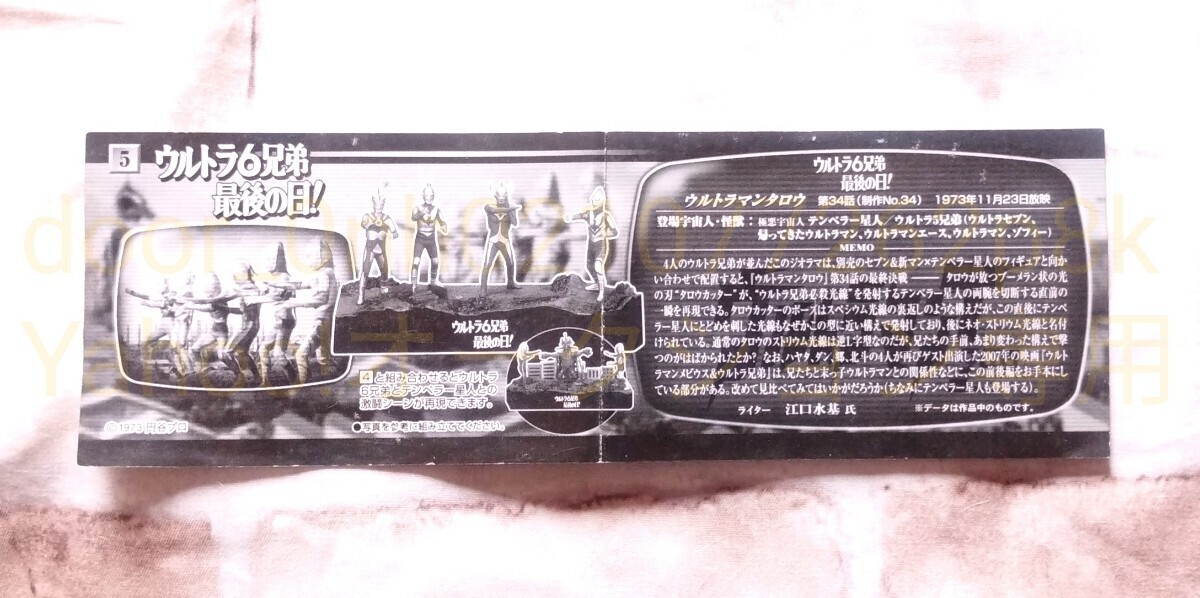 5
ウルトラ6兄弟
最後の日!
ウルトラ6兄弟
最後の日!
4と組み合わせるとウルトラ
6兄弟とテンペラー星人との
激闘シーンが再現できます。
●写真を参考に組み立ててください。
ウルトラ6兄弟
最後の日!
©1973 円谷プロ
ウルトラ6兄弟
最後の日!
ウルトラマンタロウ 第34話(制作No.34) 1973年11月23日放映
登場宇宙人・怪獣:極悪宇宙人 テンペラー星人/ウルトラ5兄弟(ウルトラセブン、
帰ってきたウルトラマン、ウルトラマンエース、ウルトラマン、ゾフィー)
MEMO
4人のウルトラ兄弟が並んだこのジオラマは、別売のセブン&新マン×テンペラー星人のフィギュアと向か
い合わせで配置すると、「ウルトラマンタロウ」第34話の最終決戦――タロウが放つブーメラン状の光
の刃"タロウカッター"が、"ウルトラ兄弟必殺光線"を発射するテンペラー星人の両腕を切断する直前の一
瞬を再現できる。タロウカッターのポーズはスペシウム光線の裏返しのような構えだが、この直後にテンペ
ラー星人にとどめを刺した光線もなぜかこの型に近い構えで発射しており、後にネオ・ストリウム光線と名付
けられている。通常のタロウのストリウム光線は逆L字型なのだが、兄たちの手前、あまり変わった構えで撃
つのがはばかられたとか? なお、ハヤタ、ダン、郷、北斗の4人が再びゲスト出演した2007年の映画「ウルト
ラマンメビウス&ウルトラ兄弟」は、兄たちと末っ子ウルトラマンとの関係性などに、この前後編をお手本にし
ている部分がある。改めて見比べてみてはいかがだろうか(ちなみにテンペラー星人も登場する)。
ライター 江口水基 氏 ※データは作品中のものです。